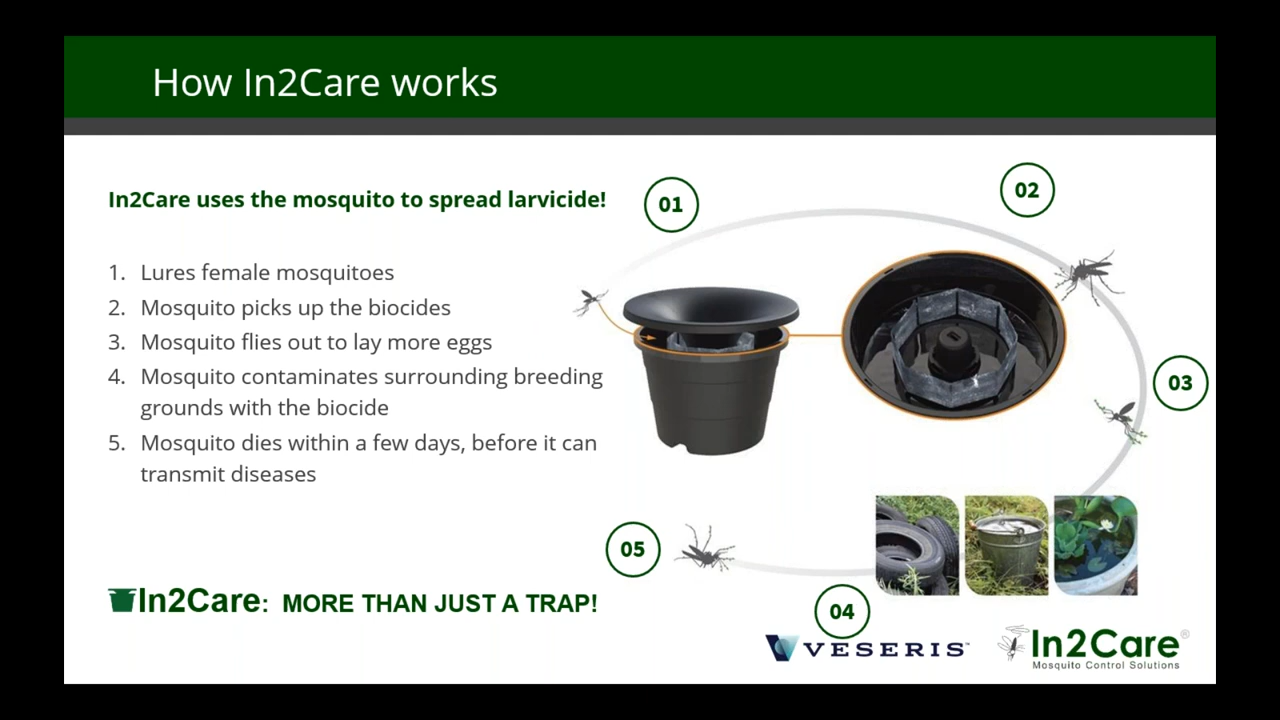 How In2Care works
In2Care uses the mosquito to spread larvicide!
1. Lures female mosquitoes
2. Mosquito picks up the biocides
3. Mosquito flies out to lay more eggs
4. Mosquito contaminates surrounding breeding
grounds with the biocide
5. Mosquito dies within a few days, before it can
transmit diseases
In2Care: MORE THAN JUST A TRAP!
01
02
03
04
05
VESERIS™
In2Care®
Mosquito Control Solutions